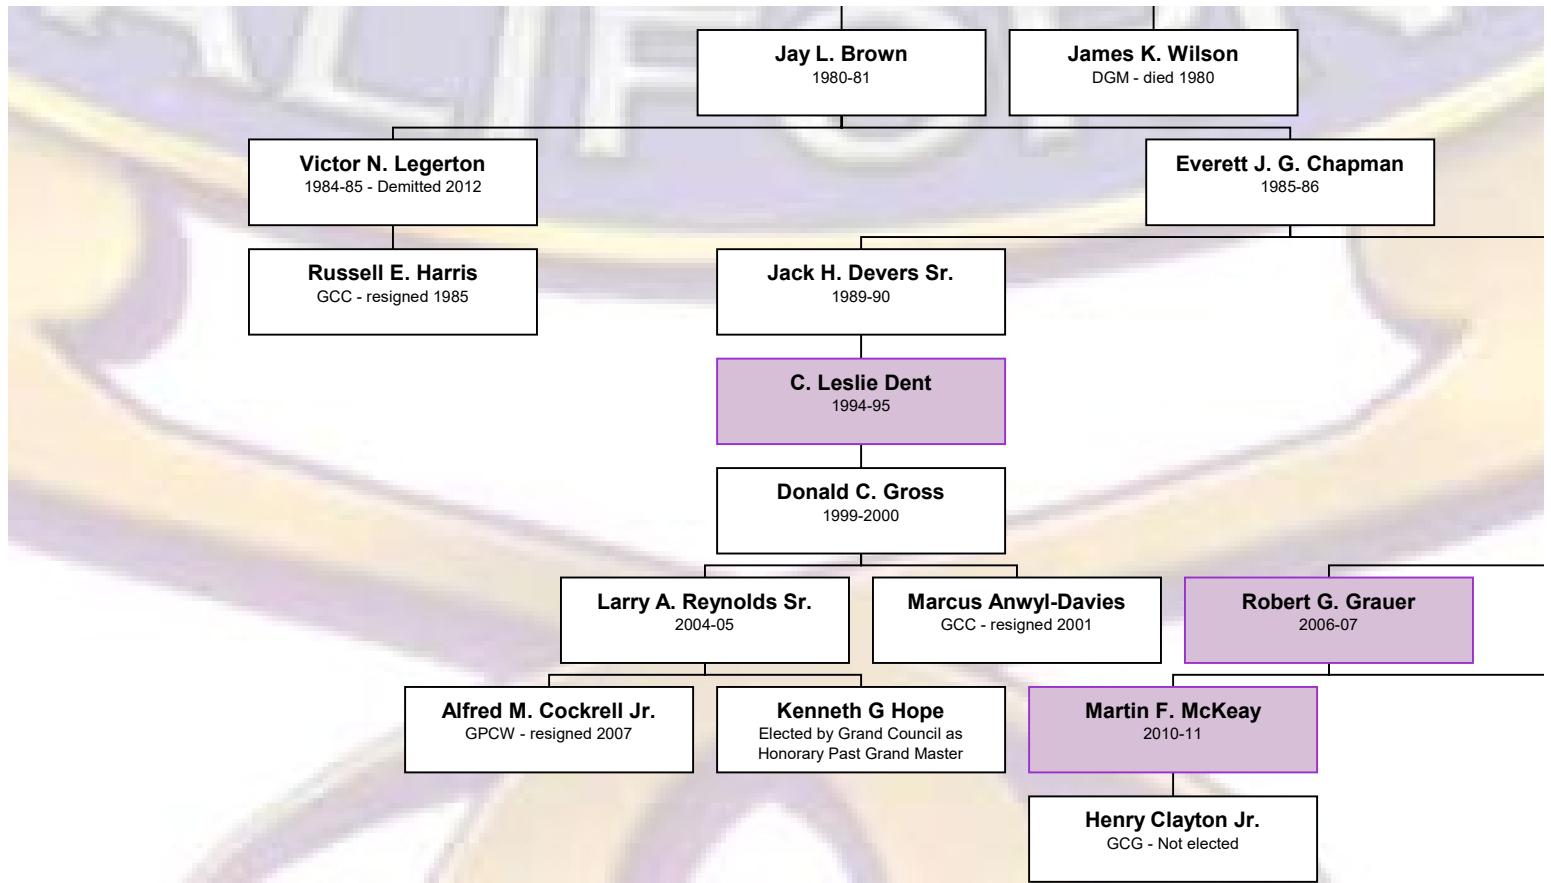 ALIFORN
Jay L. Brown
1980-81
James K. Wilson
DGM - died 1980
Victor N. Legerton
1984-85 - Demitted 2012
Everett J. G. Chapman
1985-86
Russell E. Harris
GCC - resigned 1985
Jack H. Devers Sr.
1989-90
C. Leslie Dent
1994-95
Donald C. Gross
1999-2000
Larry A. Reynolds Sr.
2004-05
Marcus Anwyl-Davies
GCC - resigned 2001
Robert G. Grauer
2006-07
Alfred M. Cockrell Jr.
GPCW - resigned 2007
Kenneth G Hope
Elected by Grand Council as
Honorary Past Grand Master
Martin F. McKeay
2010-11
Henry Clayton Jr.
GCG - Not elected